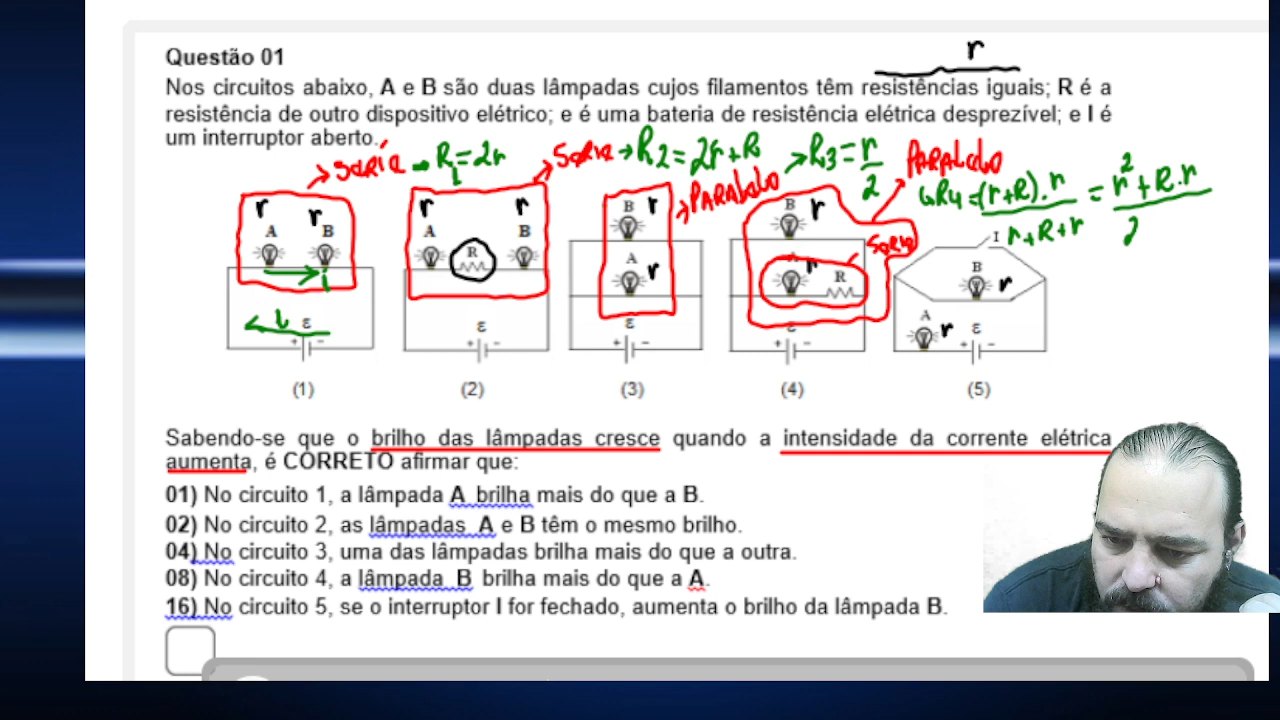 Questão 01
r
Nos circuitos abaixo, A e B são duas lâmpadas cujos filamentos têm resistências iguais; R é a
resistência de outro dispositivo elétrico; e é uma bateria de resistência elétrica desprezível; e I é
um interruptor aberto.
SÉRIE R1 = 2r
SÉRIE R2 = 2r + R
PARALELO R3 = r/2
PARALELO R4 = (r+R).r / r+R+r = r² + R.r / 2
r r A B i i ε + -
r r A R B ε + -
B r A r ε + -
B r r R SÉRIE ε + -
I B r A r ε + -
(1) (2) (3) (4) (5)
Sabendo-se que o brilho das lâmpadas cresce quando a intensidade da corrente elétrica
aumenta, é CORRETO afirmar que:
01) No circuito 1, a lâmpada A brilha mais do que a B.
02) No circuito 2, as lâmpadas A e B têm o mesmo brilho.
04) No circuito 3, uma das lâmpadas brilha mais do que a outra.
08) No circuito 4, a lâmpada B brilha mais do que a A.
16) No circuito 5, se o interruptor I for fechado, aumenta o brilho da lâmpada B.